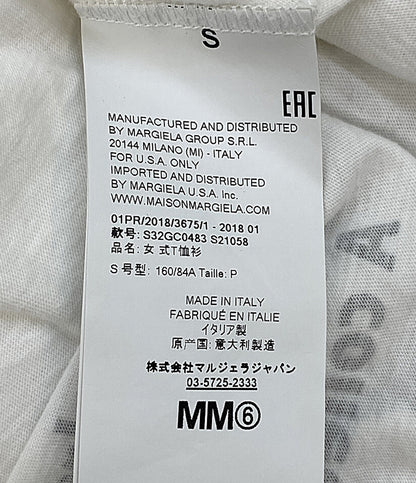 S
EAC
MANUFACTURED AND DISTRIBUTED
BY MARGIELA GROUP S.R.L.
20144 MILANO (MI) - ITALY
FOR U.S.A. ONLY
IMPORTED AND DISTRIBUTED
BY MARGIELA U.S.A. Inc.
WWW.MAISONMARGIELA.COM
01PR/2018/3675/1 - 2018 01
款号: S32GC0483 S21058
品名: 女 式T恤衫
S 号型: 160/84A Taille: P
MADE IN ITALY
FABRIQUÉ EN ITALIE
イタリア製
原产国: 意大利製造
株式会社マルジェラジャパン
03-5725-2333
MM⑥